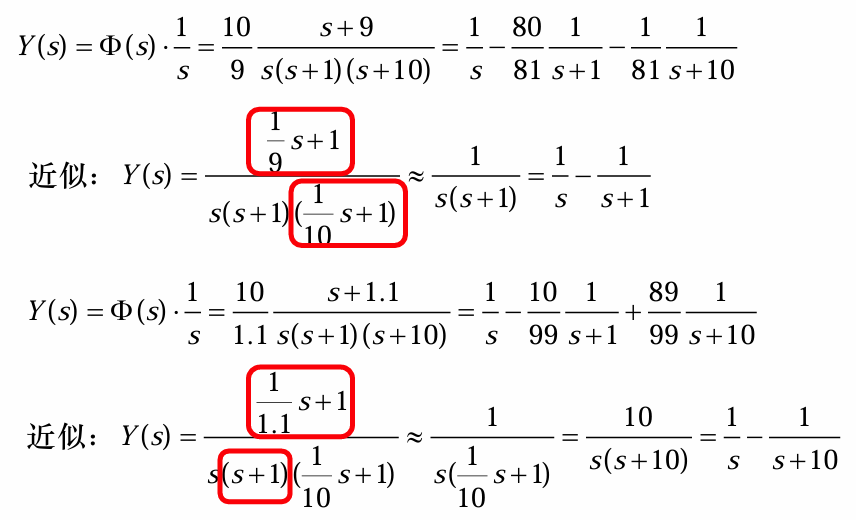 Y(s) = Φ(s) · 1/s = 10/9 (s+9)/(s(s+1)(s+10)) = 1/s − 80/81 1/(s+1) − 1/81 1/(s+10)
近似： Y(s) = (1/9 s+1)/(s(s+1)(1/10 s+1)) ≈ 1/(s(s+1)) = 1/s − 1/(s+1)
Y(s) = Φ(s) · 1/s = 10/1.1 (s+1.1)/(s(s+1)(s+10)) = 1/s − 10/99 1/(s+1) + 89/99 1/(s+10)
近似： Y(s) = (1/1.1 s+1)/(s(s+1)(1/10 s+1)) ≈ 1/(s(1/10 s+1)) = 10/(s(s+10)) = 1/s − 1/(s+10)